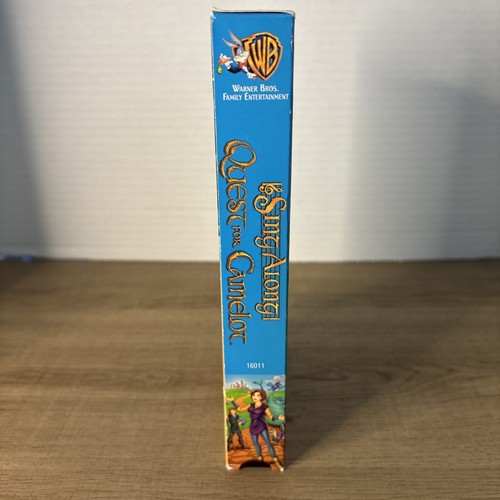 WB
WARNER BROS.
FAMILY ENTERTAINMENT
Sing Along
QUEST FOR CAMELOT
16011